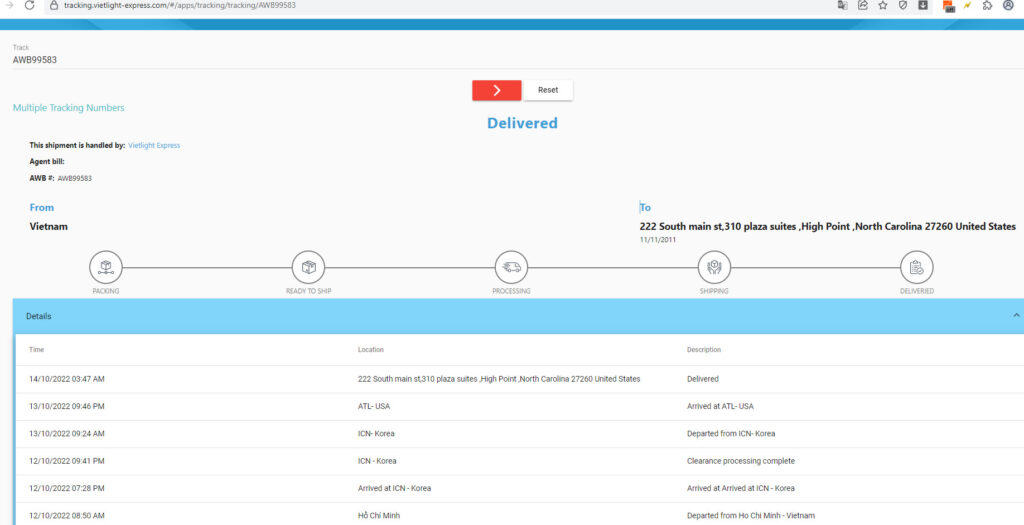 tracking.vietlight-express.com/#/apps/tracking/tracking/AWB99583
Track
AWB99583
Reset
Multiple Tracking Numbers
Delivered
This shipment is handled by: Vietlight Express
Agent bill:
AWB #: AWB99583
From To
Vietnam 222 South main st,310 plaza suites ,High Point ,North Carolina 27260 United States
11/11/2011
PACKING READY TO SHIP PROCESSING SHIPPING DELIVERIED
Details
Time Location Description
14/10/2022 03:47 AM 222 South main st,310 plaza suites ,High Point ,North Carolina 27260 United States Delivered
13/10/2022 09:46 PM ATL- USA Arrived at ATL- USA
13/10/2022 09:24 AM ICN- Korea Departed from ICN- Korea
12/10/2022 09:41 PM ICN - Korea Clearance processing complete
12/10/2022 07:28 PM Arrived at ICN - Korea Arrived at Arrived at ICN - Korea
12/10/2022 08:50 AM Hồ Chí Minh Departed from Ho Chi Minh - Vietnam